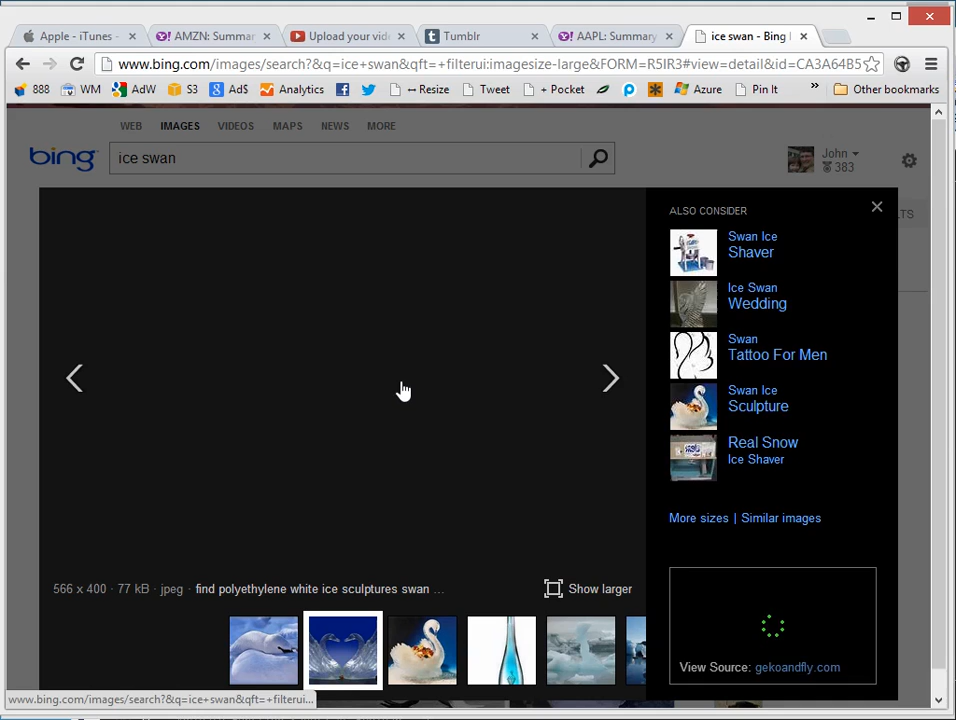 Apple - iTunes - 
AMZN: Summa
Upload your vid
Tumblr
AAPL: Summary
ice swan - Bing
www.bing.com/images/search?&q=ice+swan&qft=+filterui:imagesize-large&FORM=R5IR3#view=detail&id=CA3A64B5
888
WM
AdW
S3
Ad$
Analytics
↔ Resize
Tweet
+ Pocket
Azure
Pin It
»
Other bookmarks
WEB
IMAGES
VIDEOS
MAPS
NEWS
MORE
bing
ice swan
John
383
LTS
ALSO CONSIDER
Swan Ice
Shaver
Ice Swan
Wedding
Swan
Tattoo For Men
Swan Ice
Sculpture
Real Snow
Ice Shaver
More sizes | Similar images
566 x 400 · 77 kB · jpeg · find polyethylene white ice sculptures swan ...
Show larger
View Source: gekoandfly.com
www.bing.com/images/search?&q=ice+swan&qft=+filterui...